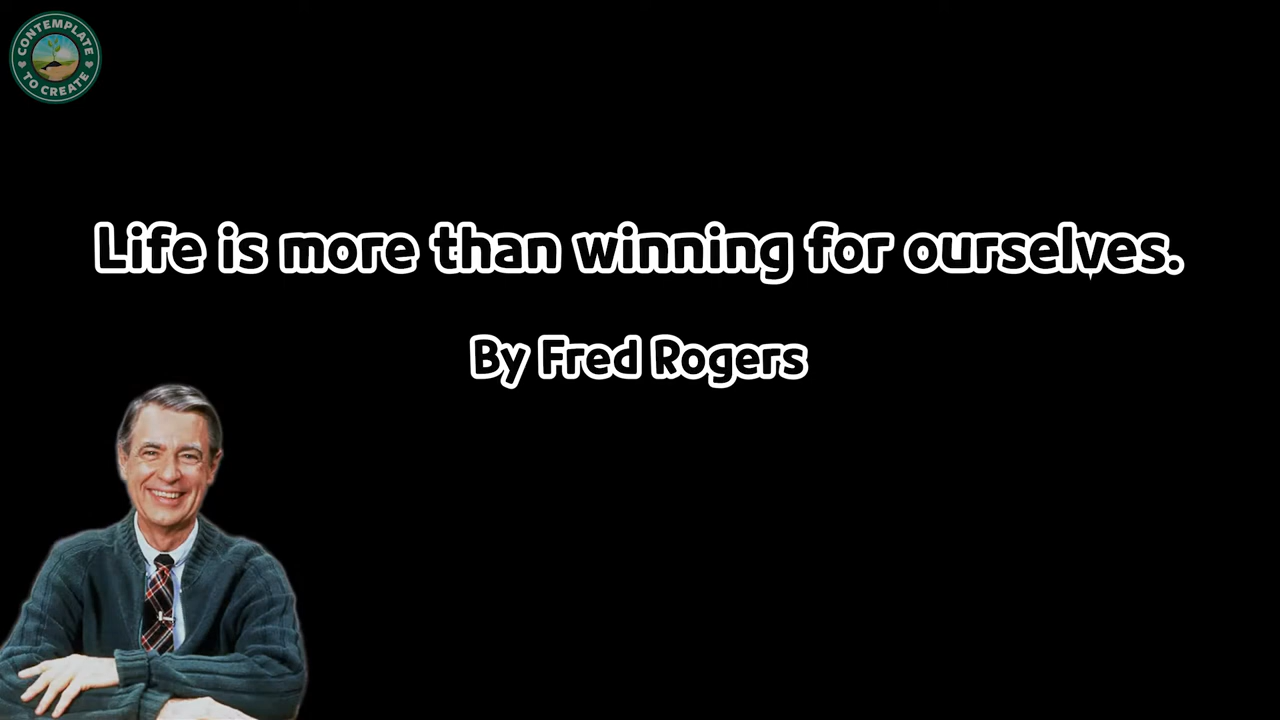 CONTEMPLATE
TO CREATE
Life is more than winning for ourselves.
By Fred Rogers